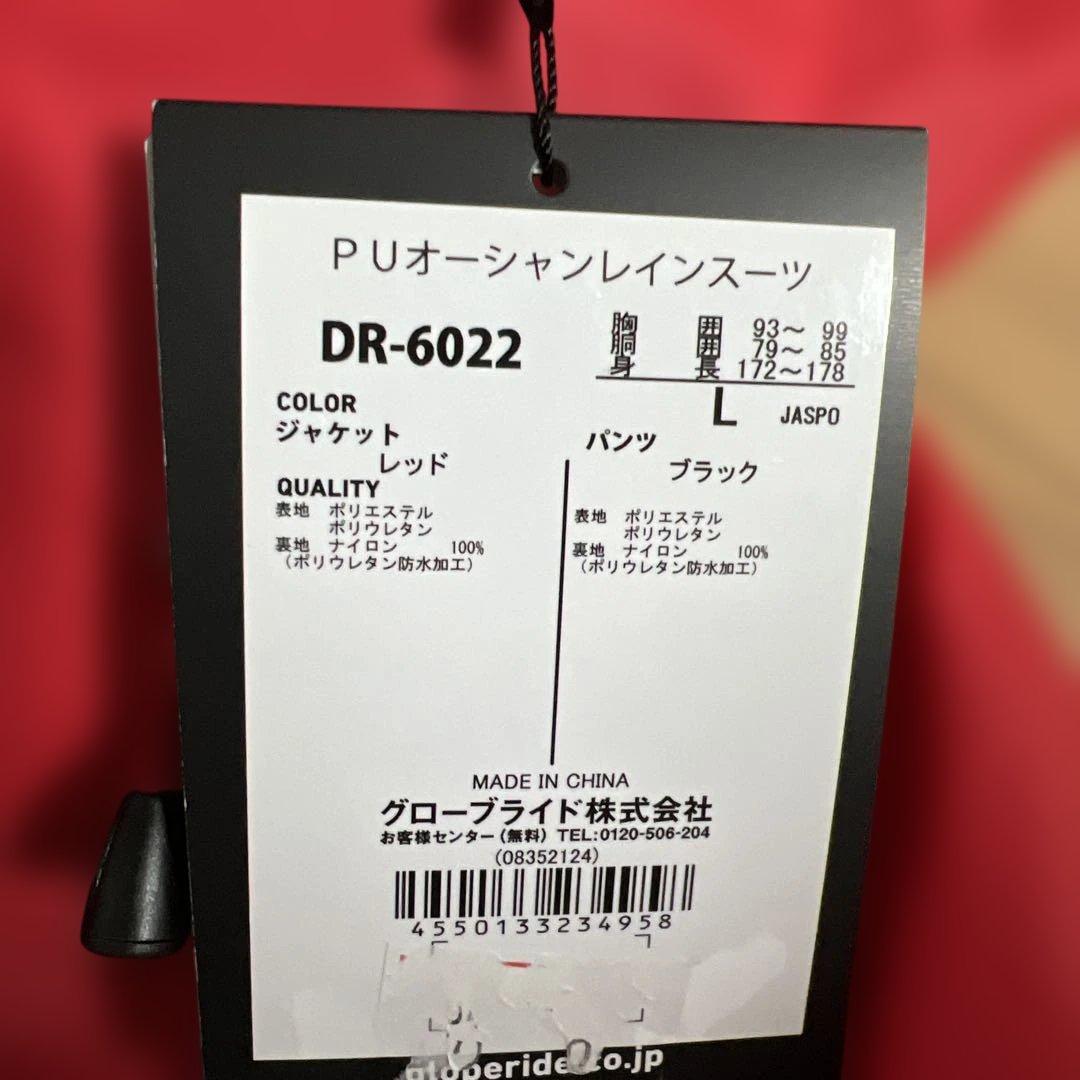 PUオーシャンレインスーツ
DR-6022
胸 囲 93～ 99
胴 囲 79～ 85
身 長 172～178
L JASPO
COLOR
ジャケット
レッド
パンツ
ブラック
QUALITY
表地 ポリエステル
ポリウレタン
裏地 ナイロン 100%
(ポリウレタン防水加工)
表地 ポリエステル
ポリウレタン
裏地 ナイロン 100%
(ポリウレタン防水加工)
MADE IN CHINA
グローブライド株式会社
お客様センター(無料) TEL:0120-506-204
(08352124)
4550133234958